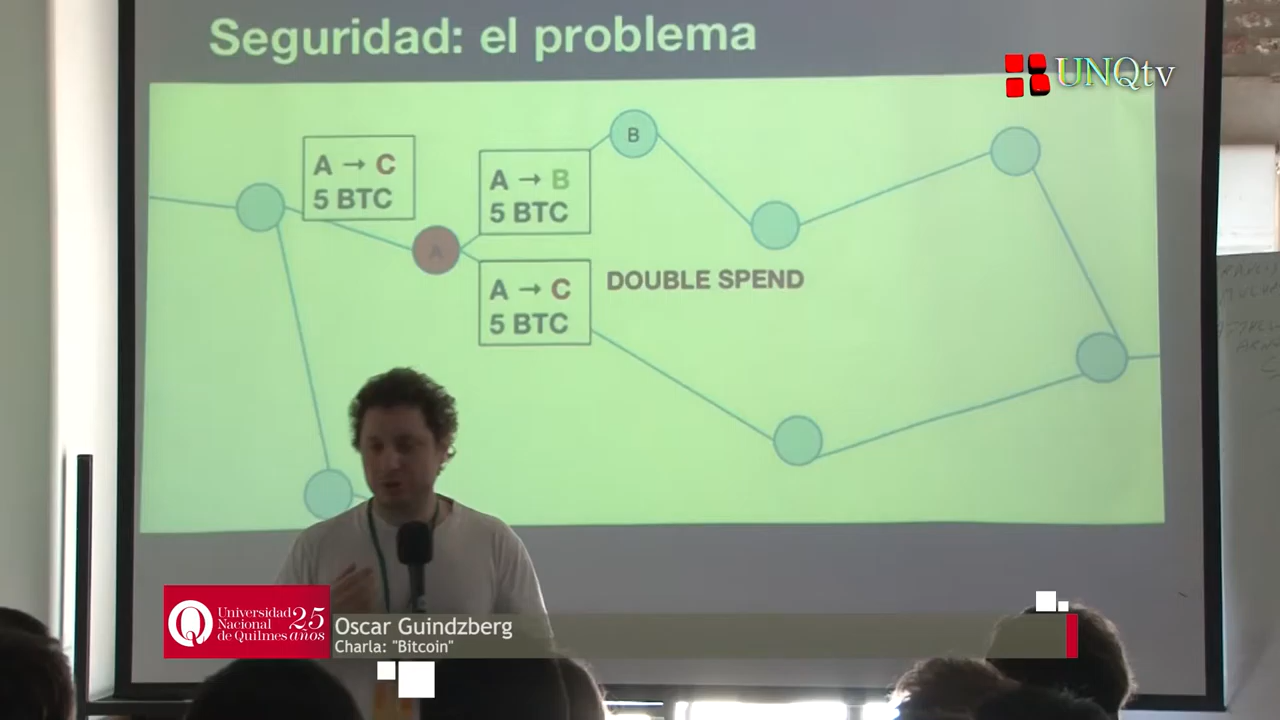 Seguridad: el problema
UNQtv
A → C
5 BTC
A → B
5 BTC
B
A
A → C
5 BTC
DOUBLE SPEND
Universidad
Nacional
de Quilmes
25
años
Oscar Guindzberg
Charla: "Bitcoin"